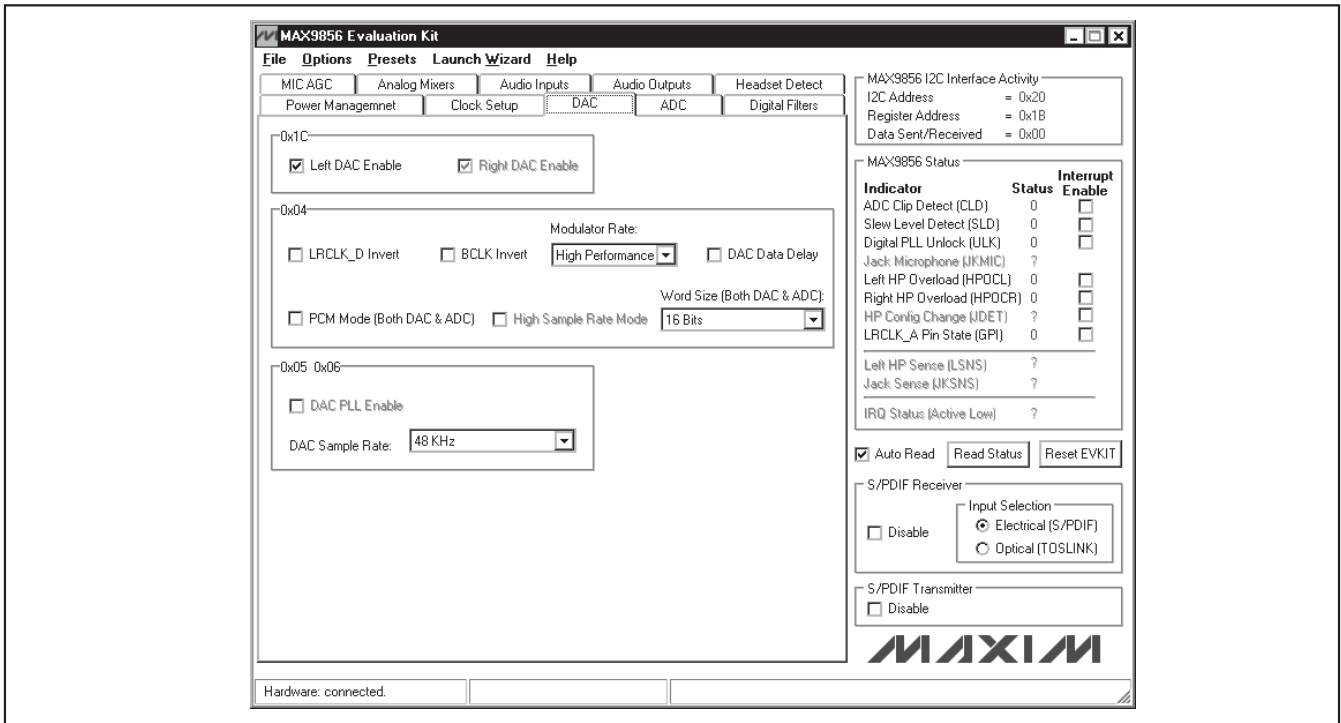 MAX9856 Evaluation Kit
File Options Presets Launch Wizard Help
MIC AGC Analog Mixers Audio Inputs Audio Outputs Headset Detect
Power Managemnet Clock Setup DAC ADC Digital Filters
0x1C
Left DAC Enable Right DAC Enable
0x04
Modulator Rate:
LRCLK_D Invert BCLK Invert High Performance DAC Data Delay
Word Size (Both DAC & ADC):
PCM Mode (Both DAC & ADC) High Sample Rate Mode 16 Bits
0x05 0x06
DAC PLL Enable
DAC Sample Rate: 48 KHz
MAX9856 I2C Interface Activity
I2C Address = 0x20
Register Address = 0x1B
Data Sent/Received = 0x00
MAX9856 Status
Indicator Status Interrupt Enable
ADC Clip Detect (CLD) 0
Slew Level Detect (SLD) 0
Digital PLL Unlock (ULK) 0
Jack Microphone (JKMIC) ?
Left HP Overload (HPOCL) 0
Right HP Overload (HPOCR) 0
HP Config Change (JDET) ?
LRCLK_A Pin State (GPI) 0
Left HP Sense (LSNS) ?
Jack Sense (JKSNS) ?
IRQ Status (Active Low) ?
Auto Read Read Status Reset EVKIT
S/PDIF Receiver
Input Selection
Disable
Electrical (S/PDIF)
Optical (TOSLINK)
S/PDIF Transmitter
Disable
MAXIM
Hardware: connected.